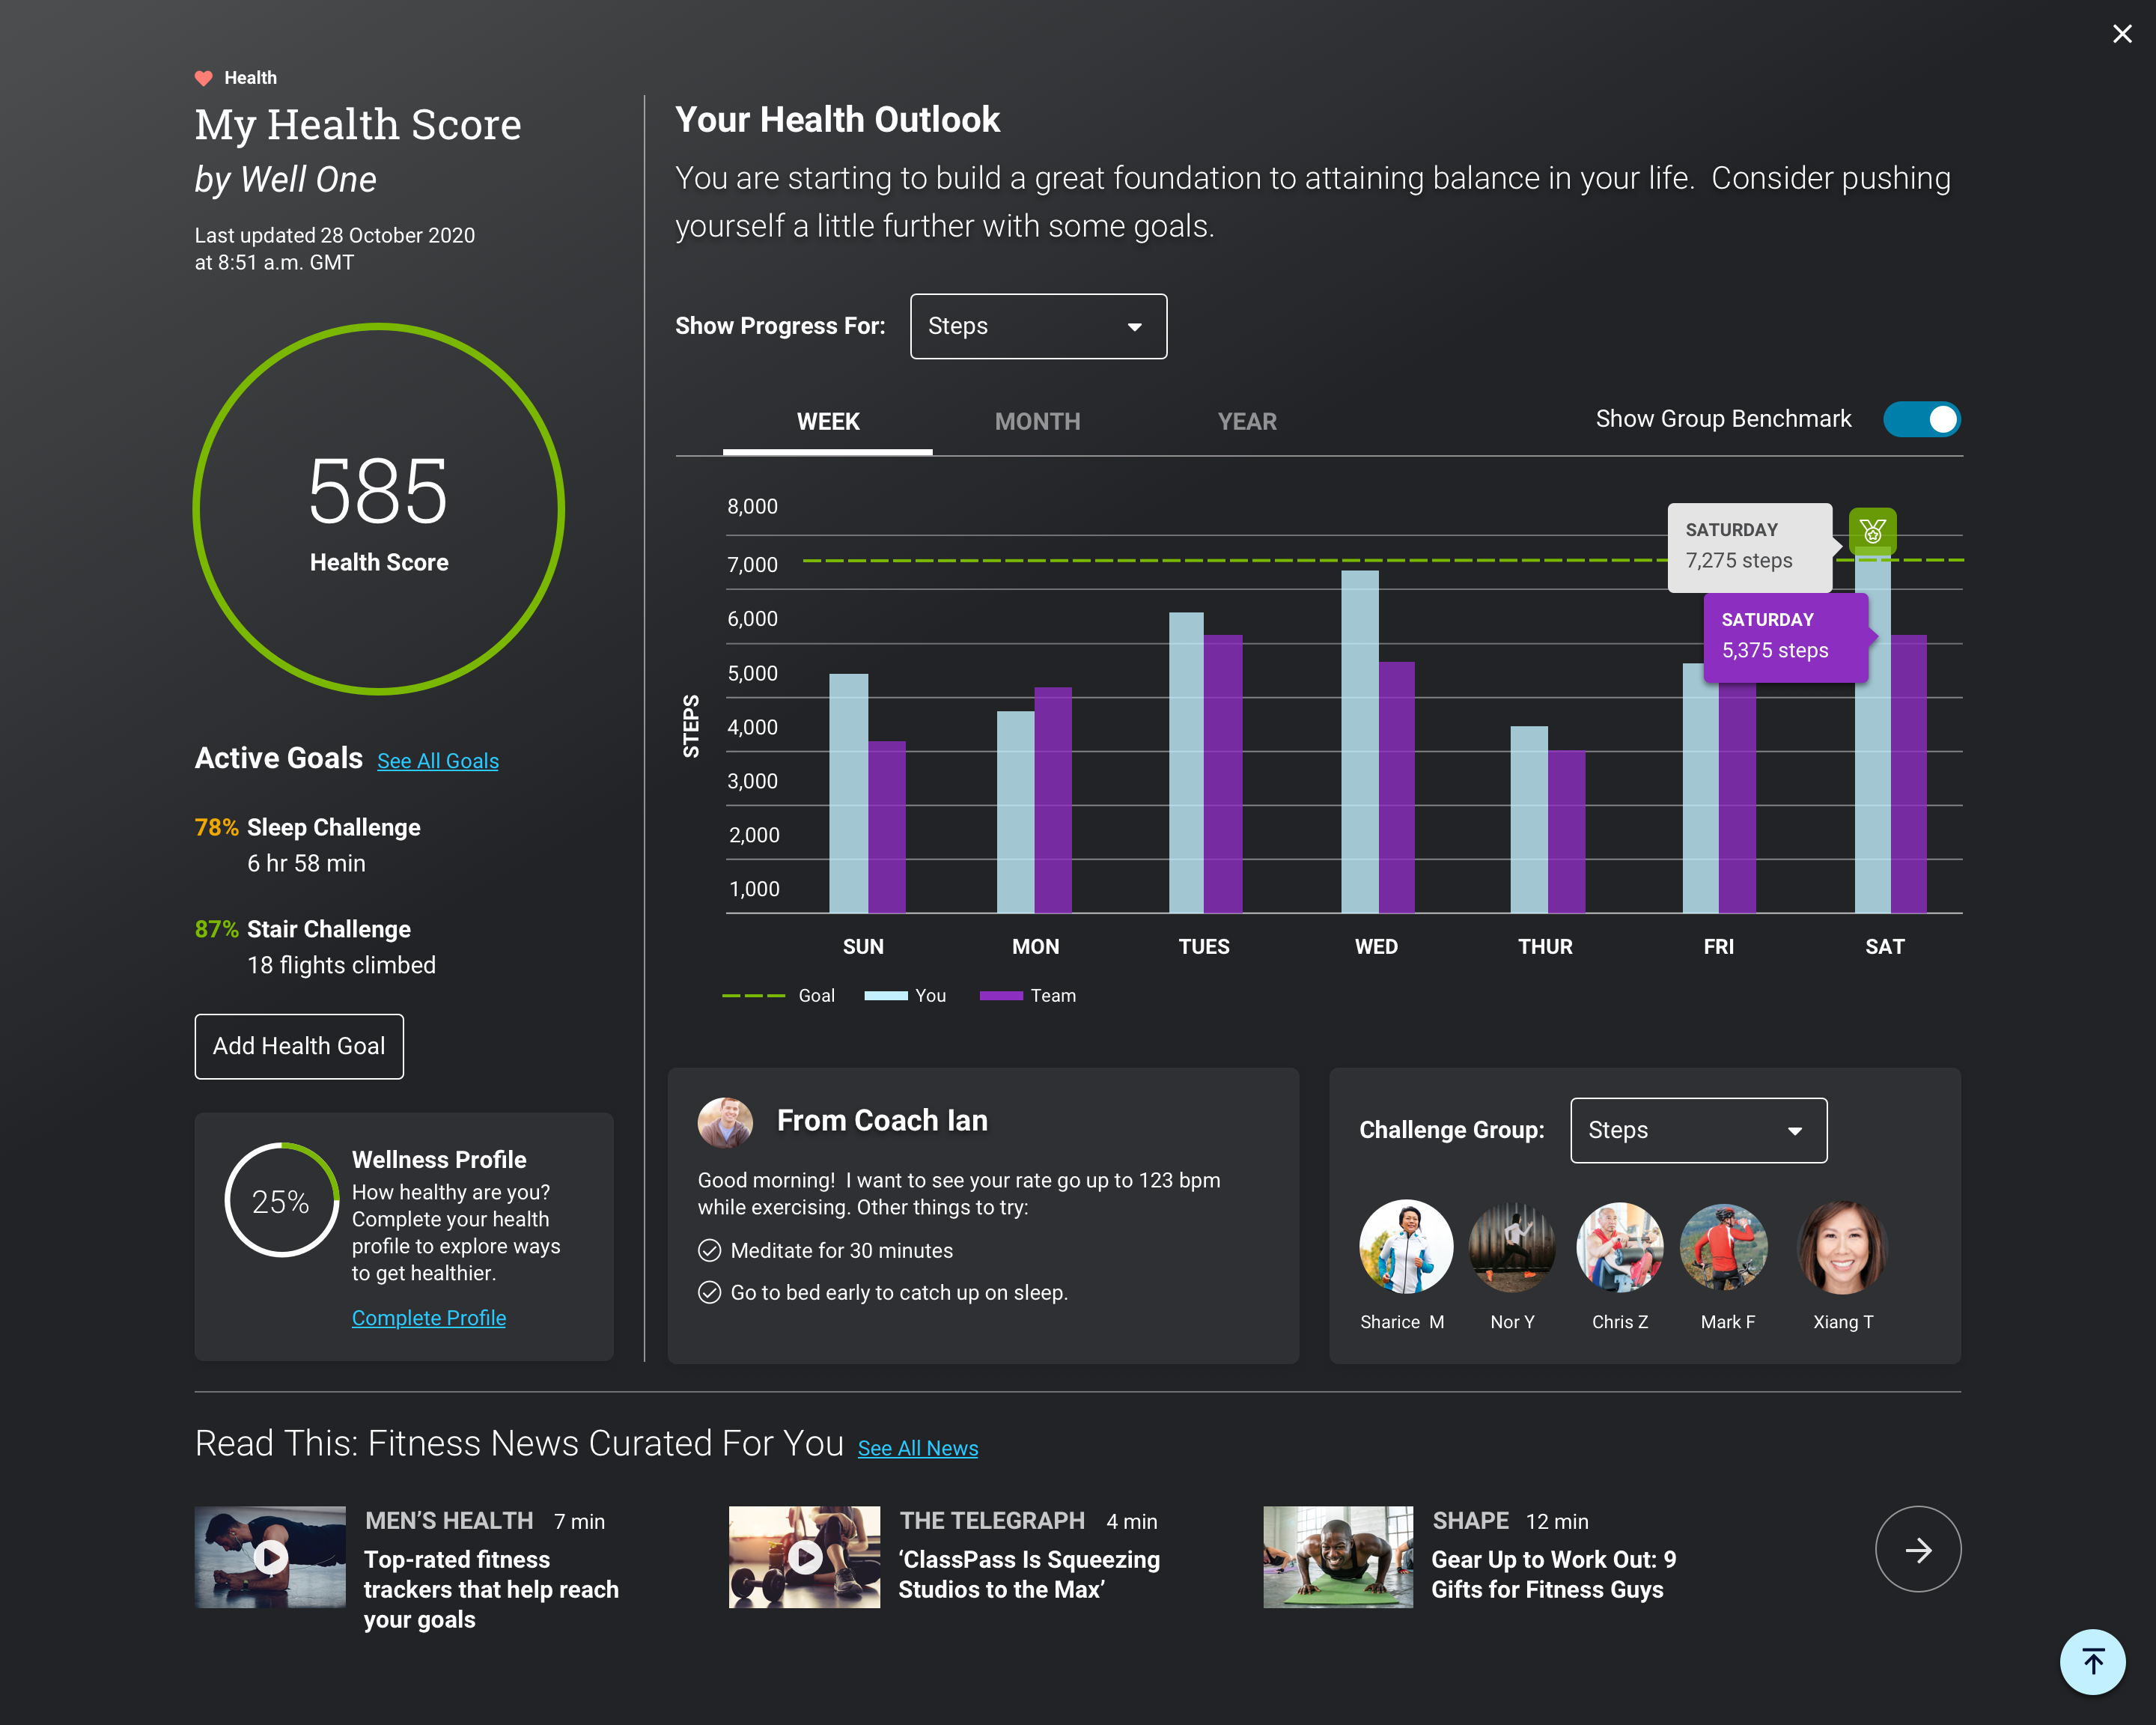 Health
My Health Score
by Well One
Last updated 28 October 2020
at 8:51 a.m. GMT
585
Health Score
Active Goals See All Goals
78% Sleep Challenge
6 hr 58 min
87% Stair Challenge
18 flights climbed
Add Health Goal
25%
Wellness Profile
How healthy are you?
Complete your health
profile to explore ways
to get healthier.
Complete Profile
Your Health Outlook
You are starting to build a great foundation to attaining balance in your life.  Consider pushing
yourself a little further with some goals.
Show Progress For: Steps
WEEK MONTH YEAR Show Group Benchmark
STEPS
8,000
7,000
6,000
5,000
4,000
3,000
2,000
1,000
SATURDAY
7,275 steps
SATURDAY
5,375 steps
SUN MON TUES WED THUR FRI SAT
Goal You Team
From Coach Ian
Good morning!  I want to see your rate go up to 123 bpm
while exercising. Other things to try:
Meditate for 30 minutes
Go to bed early to catch up on sleep.
Challenge Group: Steps
Sharice  M Nor Y Chris Z Mark F Xiang T
Read This: Fitness News Curated For You See All News
MEN’S HEALTH 7 min
Top-rated fitness
trackers that help reach
your goals
THE TELEGRAPH 4 min
‘ClassPass Is Squeezing
Studios to the Max’
SHAPE 12 min
Gear Up to Work Out: 9
Gifts for Fitness Guys